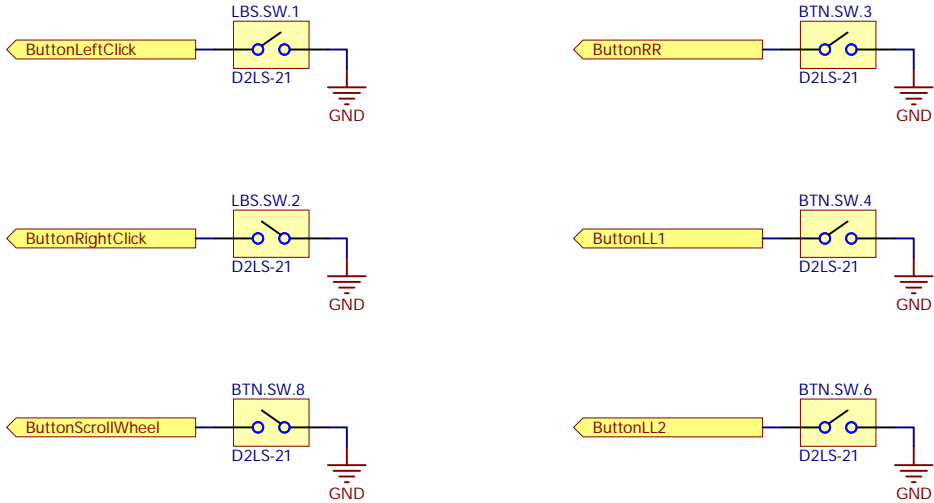 LBS.SW.1
ButtonLeftClick
D2LS-21
GND
BTN.SW.3
ButtonRR
D2LS-21
GND
LBS.SW.2
ButtonRightClick
D2LS-21
GND
BTN.SW.4
ButtonLL1
D2LS-21
GND
BTN.SW.8
ButtonScrollWheel
D2LS-21
GND
BTN.SW.6
ButtonLL2
D2LS-21
GND